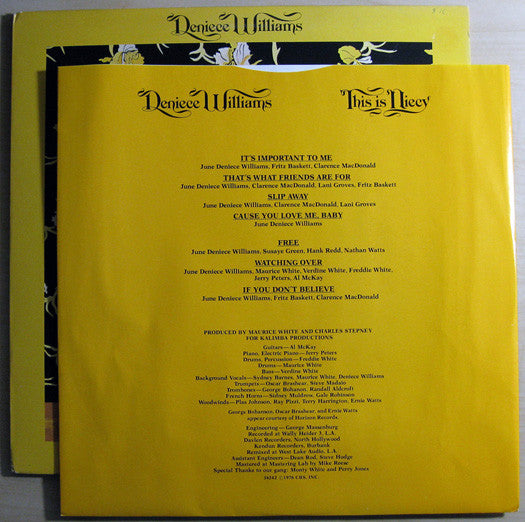 Deniece Williams
Deniece Williams This is Niecy
IT'S IMPORTANT TO ME
June Deniece Williams, Fritz Baskett, Clarence MacDonald
THAT'S WHAT FRIENDS ARE FOR
June Deniece Williams, Clarence MacDonald, Lani Groves, Fritz Baskett
SLIP AWAY
June Deniece Williams, Clarence MacDonald, Lani Groves
CAUSE YOU LOVE ME, BABY
June Deniece Williams
FREE
June Deniece Williams, Susaye Green, Hank Redd, Nathan Watts
WATCHING OVER
June Deniece Williams, Maurice White, Verdine White, Freddie White,
Jerry Peters, Al McKay
IF YOU DON'T BELIEVE
June Deniece Williams, Fritz Baskett, Clarence MacDonald
PRODUCED BY MAURICE WHITE AND CHARLES STEPNEY
FOR KALIMBA PRODUCTIONS
Guitars—Al McKay
Piano, Electric Piano—Jerry Peters
Drums, Percussion—Freddie White
Drums—Maurice White
Bass—Verdine White
Background Vocals—Sydney Barnes, Maurice White, Deniece Williams
Trumpets—Oscar Brashear, Steve Madaio
Trombones—George Bohanon, Randall Aldcroft
French Horns—Sidney Muldrow, Gale Robinson
Woodwinds—Plas Johnson, Ray Pizzi, Terry Harrington, Ernie Watts
George Bohannon, Oscar Brashear, and Ernie Watts
appear courtesy of Horizon Records.
Engineering—George Massenburg
Recorded at Wally Heider 3, L.A.
Davlen Recorders, North Hollywood
Kendun Recorders, Burbank
Remixed at West Lake Audio, L.A.
Assistant Engineers—Dean Rod, Steve Hodge
Mastered at Mastering Lab by Mike Reese
Special Thanks to our gang: Monty White and Perry Jones
34242 1976 CBS, INC